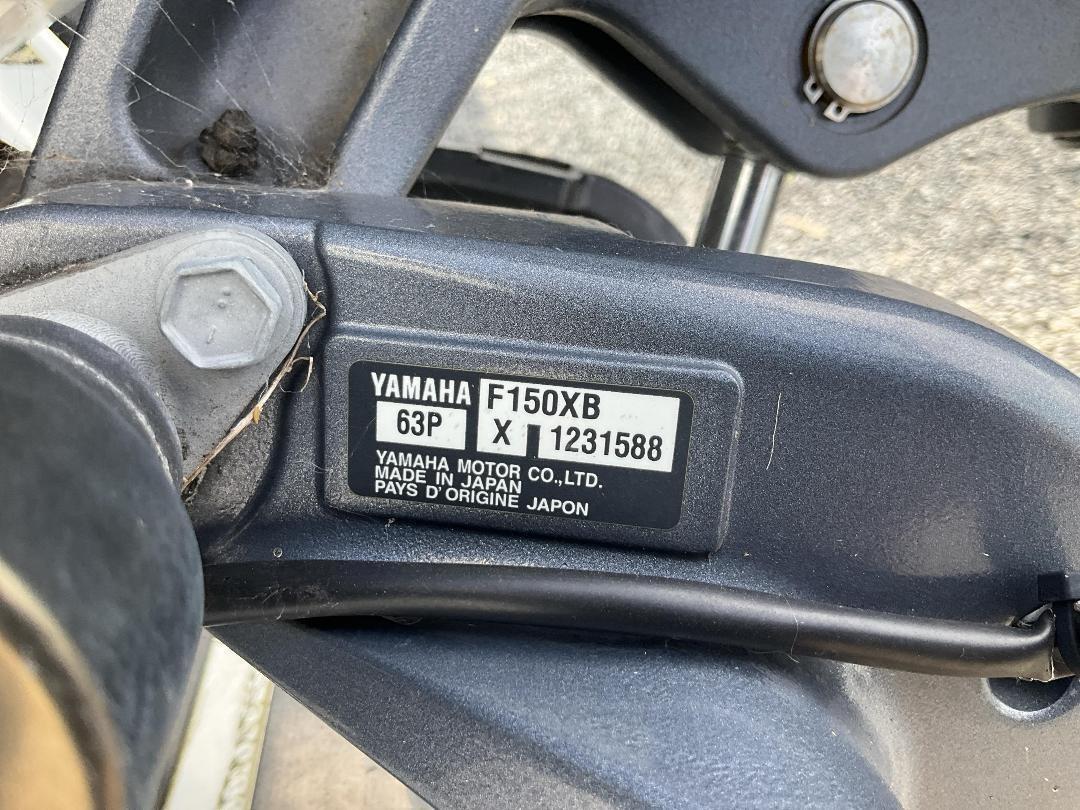 YAMAHA F150XB
63P X 1231588
YAMAHA MOTOR CO.,LTD.
MADE IN JAPAN
PAYS D'ORIGINE JAPON